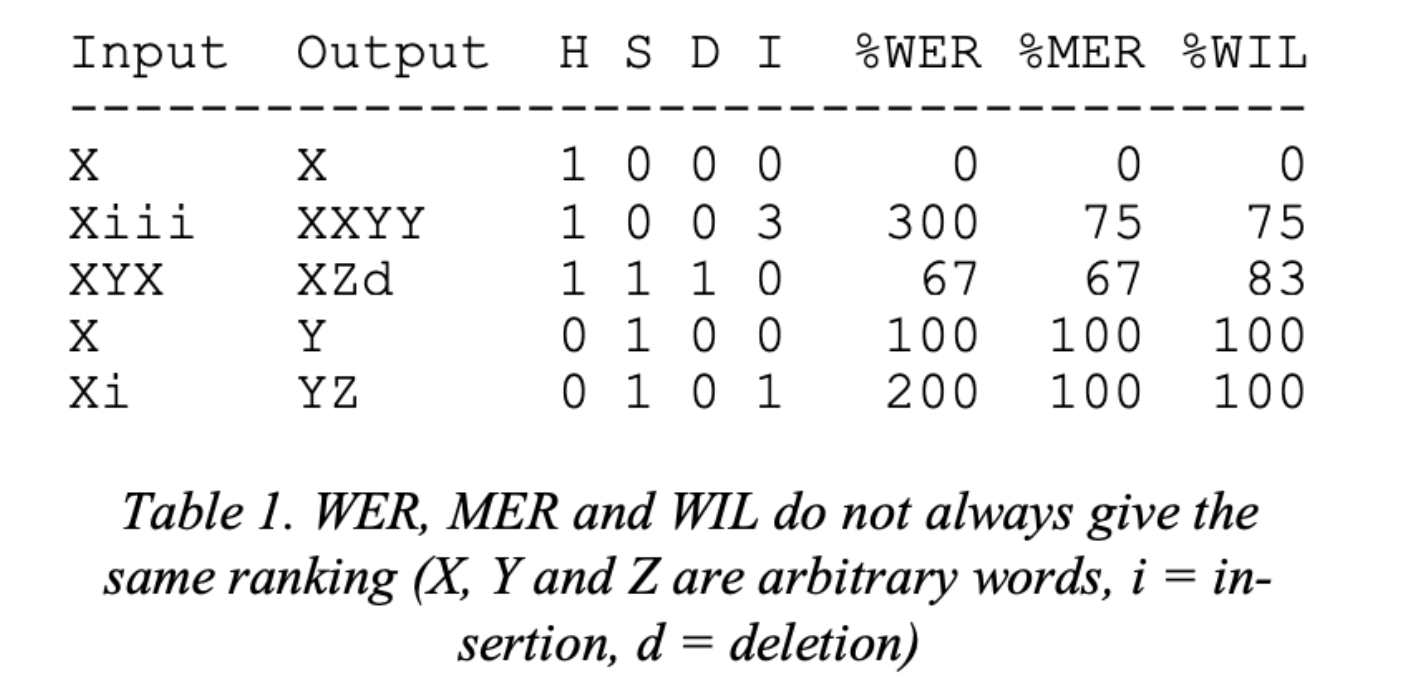 Input Output H S D I %WER %MER %WIL
---------------------------------------
X X 1 0 0 0 0 0 0
Xiii XXYY 1 0 0 3 300 75 75
XYX XZd 1 1 1 0 67 67 83
X Y 0 1 0 0 100 100 100
Xi YZ 0 1 0 1 200 100 100
Table 1. WER, MER and WIL do not always give the
same ranking (X, Y and Z are arbitrary words, i = in-
sertion, d = deletion)